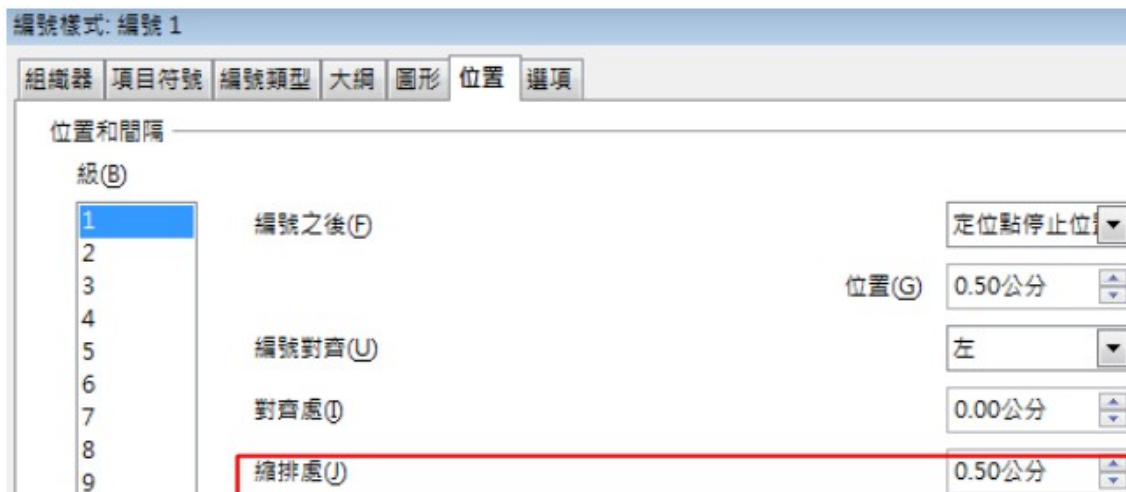 編號樣式: 編號 1
組織器 項目符號 編號類型 大綱 圖形 位置 選項
位置和間隔
級(B)
1
2
3
4
5
6
7
8
9
編號之後(F) 定位點停止位
位置(G) 0.50公分
編號對齊(U) 左
對齊處(I) 0.00公分
縮排處(J) 0.50公分